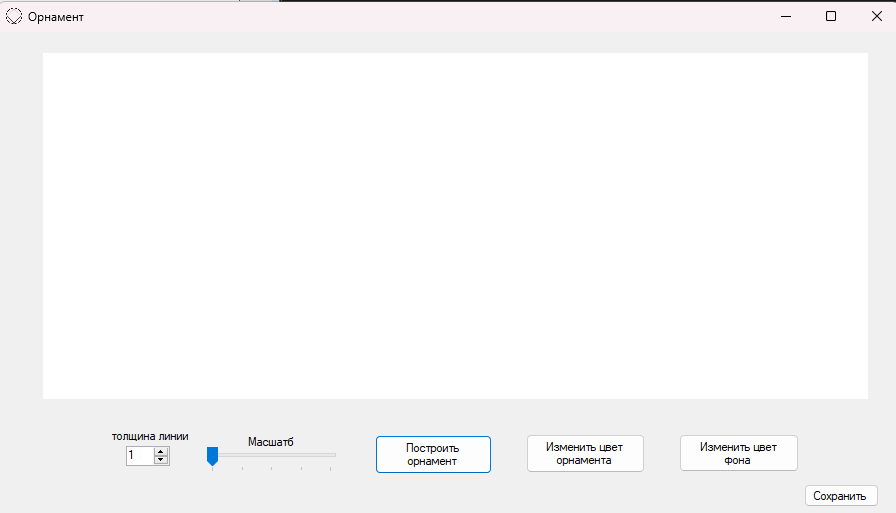 Орнамент
толщина линии
1
Масшатб
Построить
орнамент
Изменить цвет
орнамента
Изменить цвет
фона
Сохранить